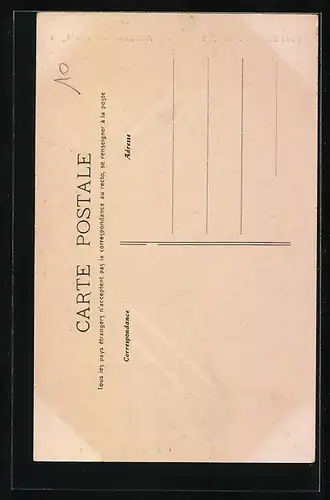 10
CARTE POSTALE
Tous les pays étrangers n'acceptent pas la correspondance au recto, se renseigner à la poste
Correspondance
Adresse